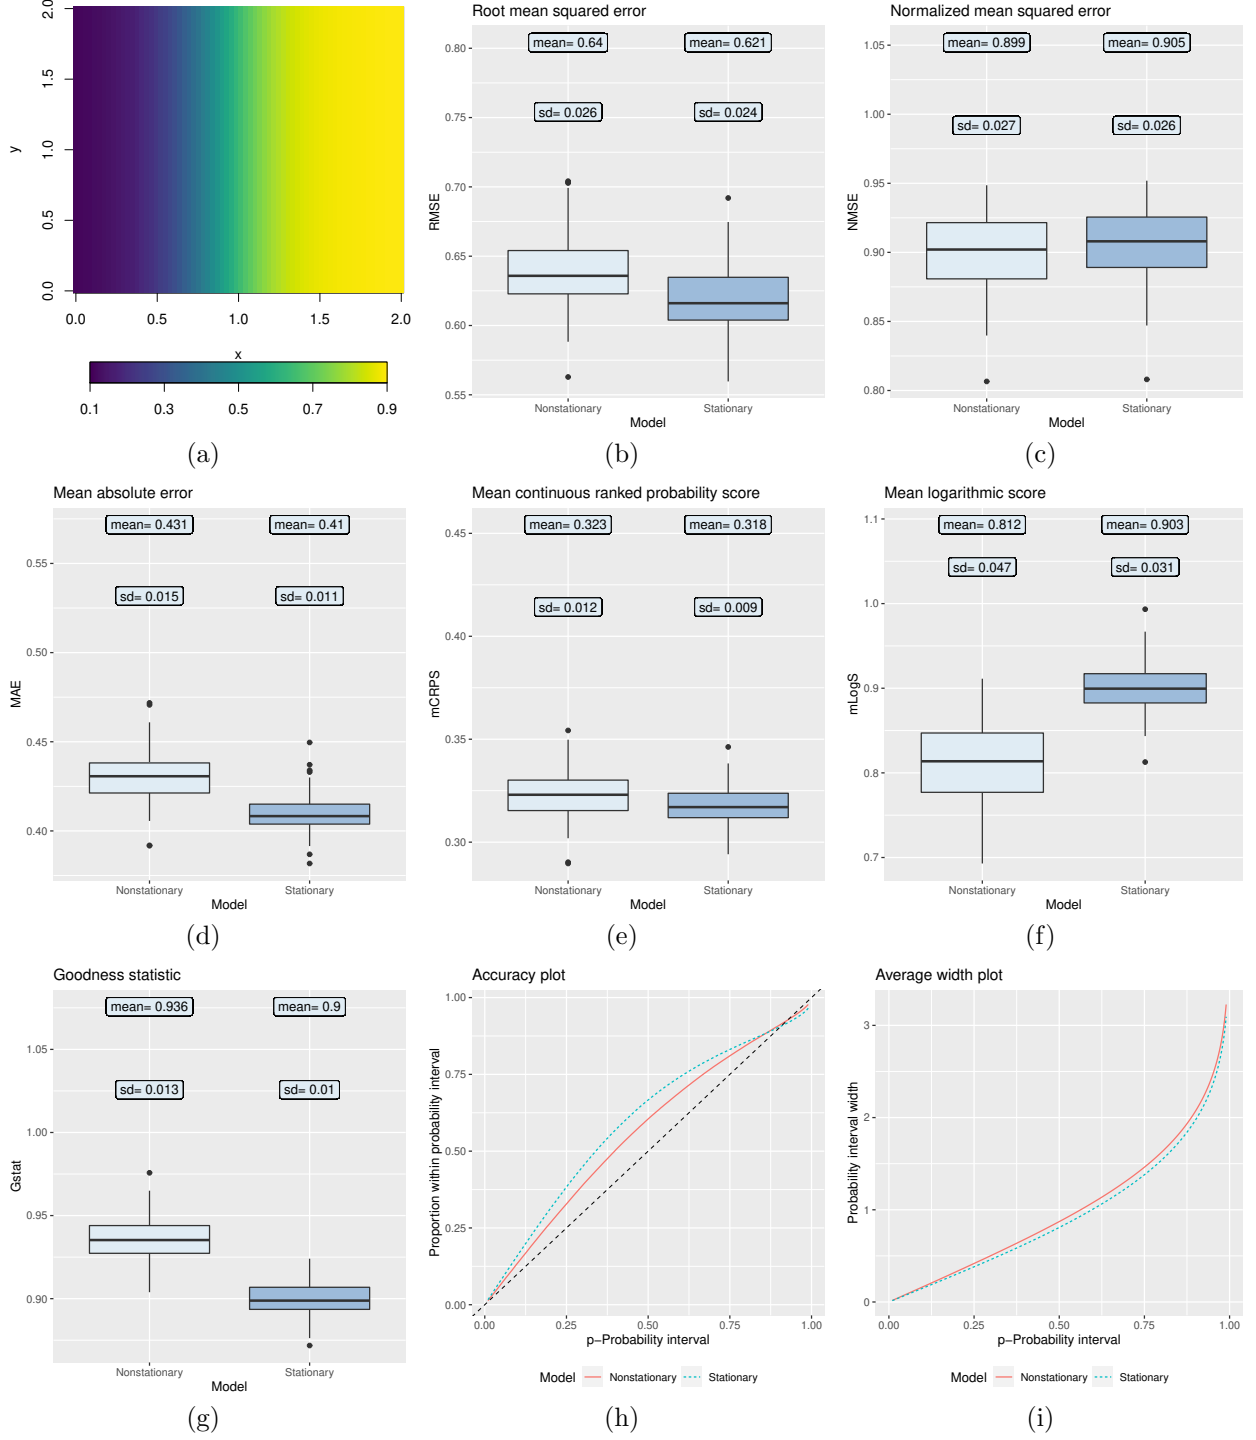 2.0
1.5
1.0
0.5
0.0
y
0.0 0.5 1.0 1.5 2.0
x
0.1 0.3 0.5 0.7 0.9
(a)
Root mean squared error
mean= 0.64 mean= 0.621
sd= 0.026 sd= 0.024
0.80
0.75
0.70
0.65
0.60
0.55
RMSE
Nonstationary Stationary
Model
(b)
Normalized mean squared error
mean= 0.899 mean= 0.905
sd= 0.027 sd= 0.026
1.05
1.00
0.95
0.90
0.85
0.80
NMSE
Nonstationary Stationary
Model
(c)
Mean absolute error
mean= 0.431 mean= 0.41
sd= 0.015 sd= 0.011
0.55
0.50
0.45
0.40
MAE
Nonstationary Stationary
Model
(d)
Mean continuous ranked probability score
mean= 0.323 mean= 0.318
sd= 0.012 sd= 0.009
0.45
0.40
0.35
0.30
mCRPS
Nonstationary Stationary
Model
(e)
Mean logarithmic score
mean= 0.812 mean= 0.903
sd= 0.047 sd= 0.031
1.1
1.0
0.9
0.8
0.7
mLogS
Nonstationary Stationary
Model
(f)
Goodness statistic
mean= 0.936 mean= 0.9
sd= 0.013 sd= 0.01
1.05
1.00
0.95
0.90
Gstat
Nonstationary Stationary
Model
(g)
Accuracy plot
1.00
0.75
0.50
0.25
0.00
Proportion within probability interval
0.00 0.25 0.50 0.75 1.00
p−Probability interval
Model Nonstationary Stationary
(h)
Average width plot
3
2
1
0
Probability interval width
0.00 0.25 0.50 0.75 1.00
p−Probability interval
Model Nonstationary Stationary
(i)